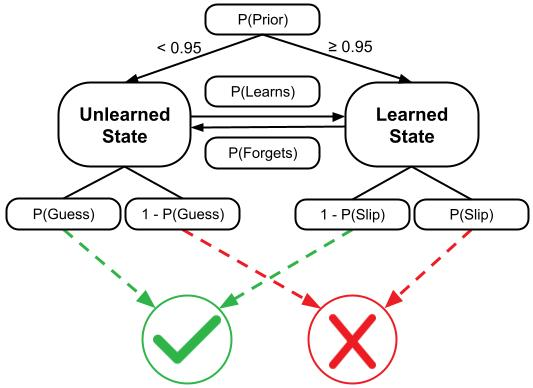 P(Prior)
< 0.95
≥ 0.95
P(Learns)
Unlearned
State
Learned
State
P(Forgets)
P(Guess)
1 - P(Guess)
1 - P(Slip)
P(Slip)